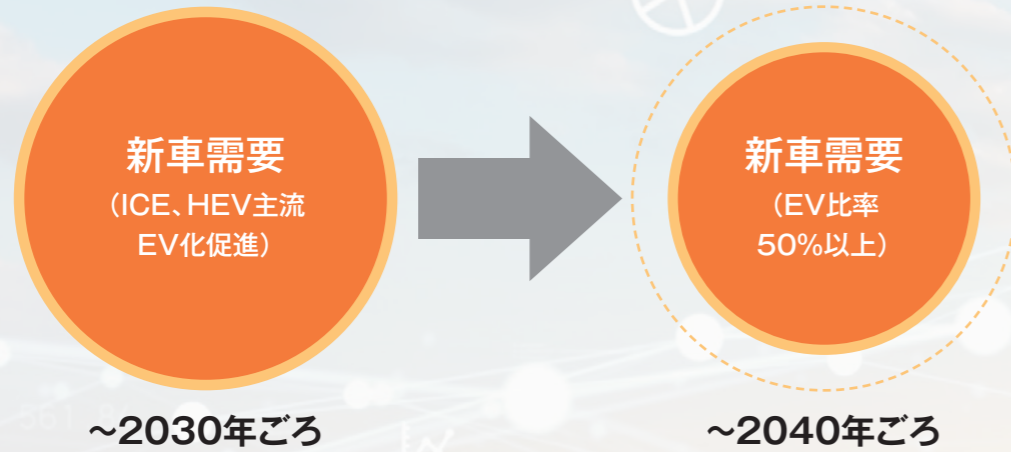 新車需要
（ICE、HEV主流
EV化促進）
～2030年ごろ
新車需要
（EV比率
50％以上）
～2040年ごろ